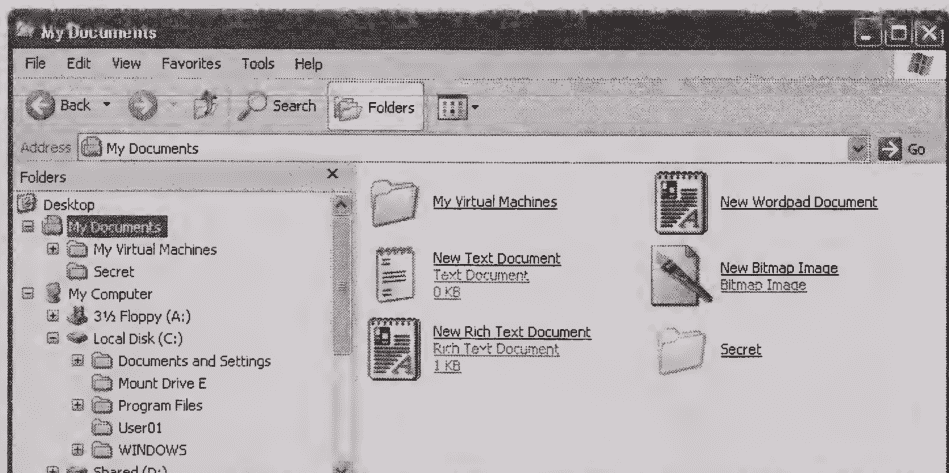 My Documents
File Edit View Favorites Tools Help
Back Search Folders
Address My Documents Go
Folders
Desktop
My Documents
My Virtual Machines
Secret
My Computer
3½ Floppy (A:)
Local Disk (C:)
Documents and Settings
Mount Drive E
Program Files
User01
WINDOWS
Shared (D:)
My Virtual Machines
New Wordpad Document
New Text Document
Text Document
0 KB
New Bitmap Image
Bitmap Image
New Rich Text Document
Rich Text Document
1 KB
Secret